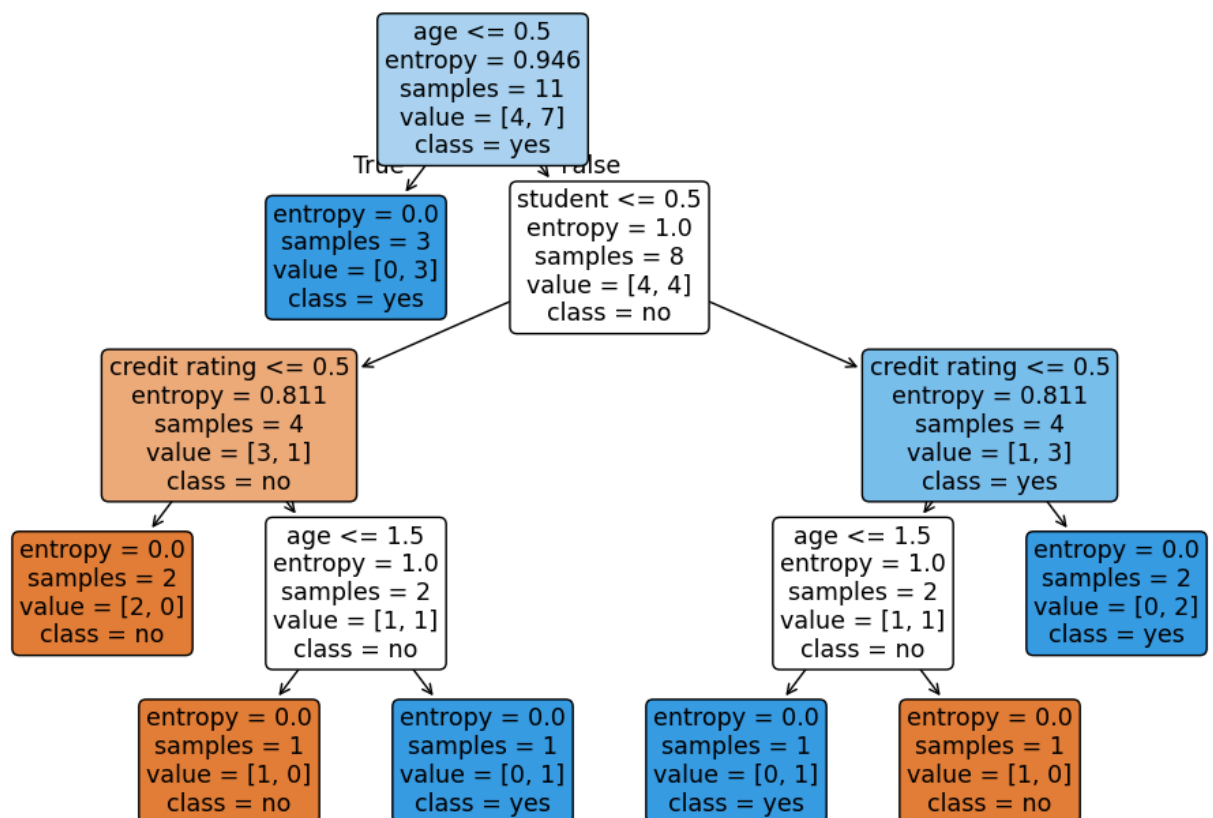 age <= 0.5
entropy = 0.946
samples = 11
value = [4, 7]
class = yes
True
False
entropy = 0.0
samples = 3
value = [0, 3]
class = yes
student <= 0.5
entropy = 1.0
samples = 8
value = [4, 4]
class = no
credit rating <= 0.5
entropy = 0.811
samples = 4
value = [3, 1]
class = no
credit rating <= 0.5
entropy = 0.811
samples = 4
value = [1, 3]
class = yes
entropy = 0.0
samples = 2
value = [2, 0]
class = no
age <= 1.5
entropy = 1.0
samples = 2
value = [1, 1]
class = no
age <= 1.5
entropy = 1.0
samples = 2
value = [1, 1]
class = no
entropy = 0.0
samples = 2
value = [0, 2]
class = yes
entropy = 0.0
samples = 1
value = [1, 0]
class = no
entropy = 0.0
samples = 1
value = [0, 1]
class = yes
entropy = 0.0
samples = 1
value = [0, 1]
class = yes
entropy = 0.0
samples = 1
value = [1, 0]
class = no